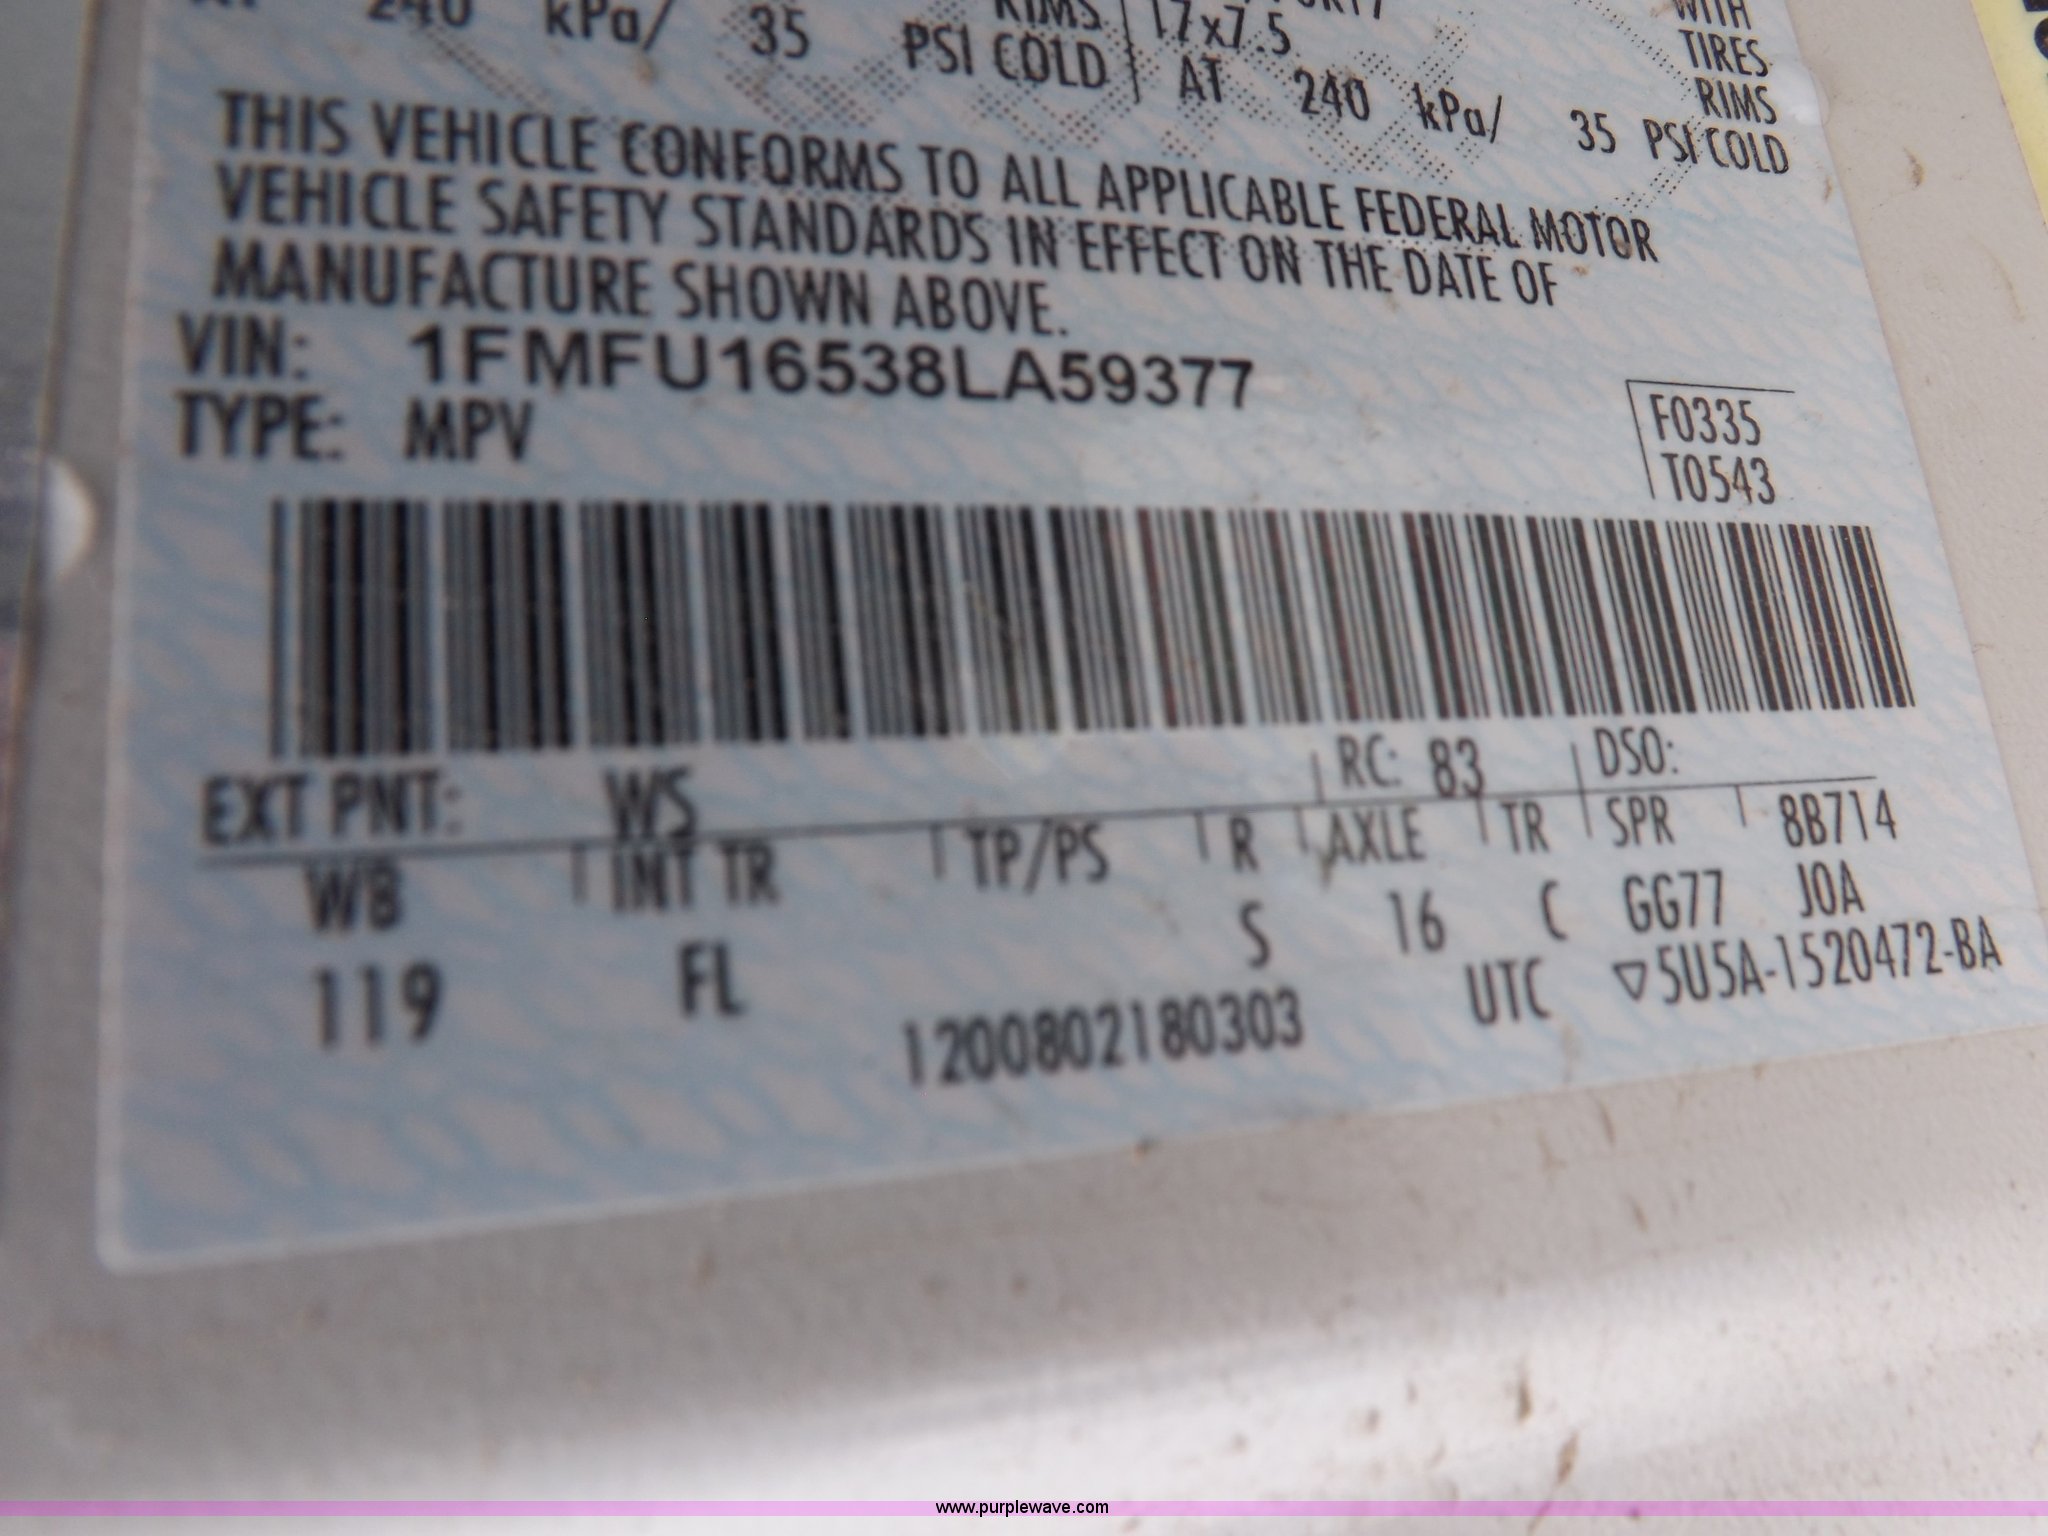 240 kPa/ 35 PSI COLD
RIMS
17x7.5
AT 240 kPa/ 35 PSI COLD
WITH
TIRES
RIMS
THIS VEHICLE CONFORMS TO ALL APPLICABLE FEDERAL MOTOR
VEHICLE SAFETY STANDARDS IN EFFECT ON THE DATE OF
MANUFACTURE SHOWN ABOVE.
VIN: 1FMFU16538LA59377
TYPE: MPV
F0335
T0543
EXT PNT: WS RC: 83 DSO:
WB INT TR TP/PS R AXLE TR SPR 8B714
119 FL S 16 C GG77 J0A
1200802180303 UTC ▽5U5A-1520472-BA
www.purplewave.com